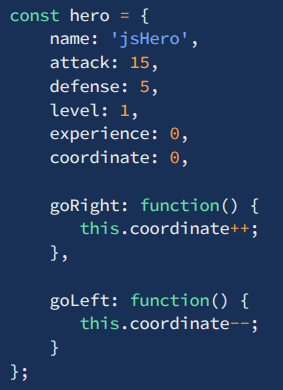 const hero = {
    name: 'jsHero',
    attack: 15,
    defense: 5,
    level: 1,
    experience: 0,
    coordinate: 0,

    goRight: function() {
       this.coordinate++;
    },

    goLeft: function() {
       this.coordinate--;
    }
};